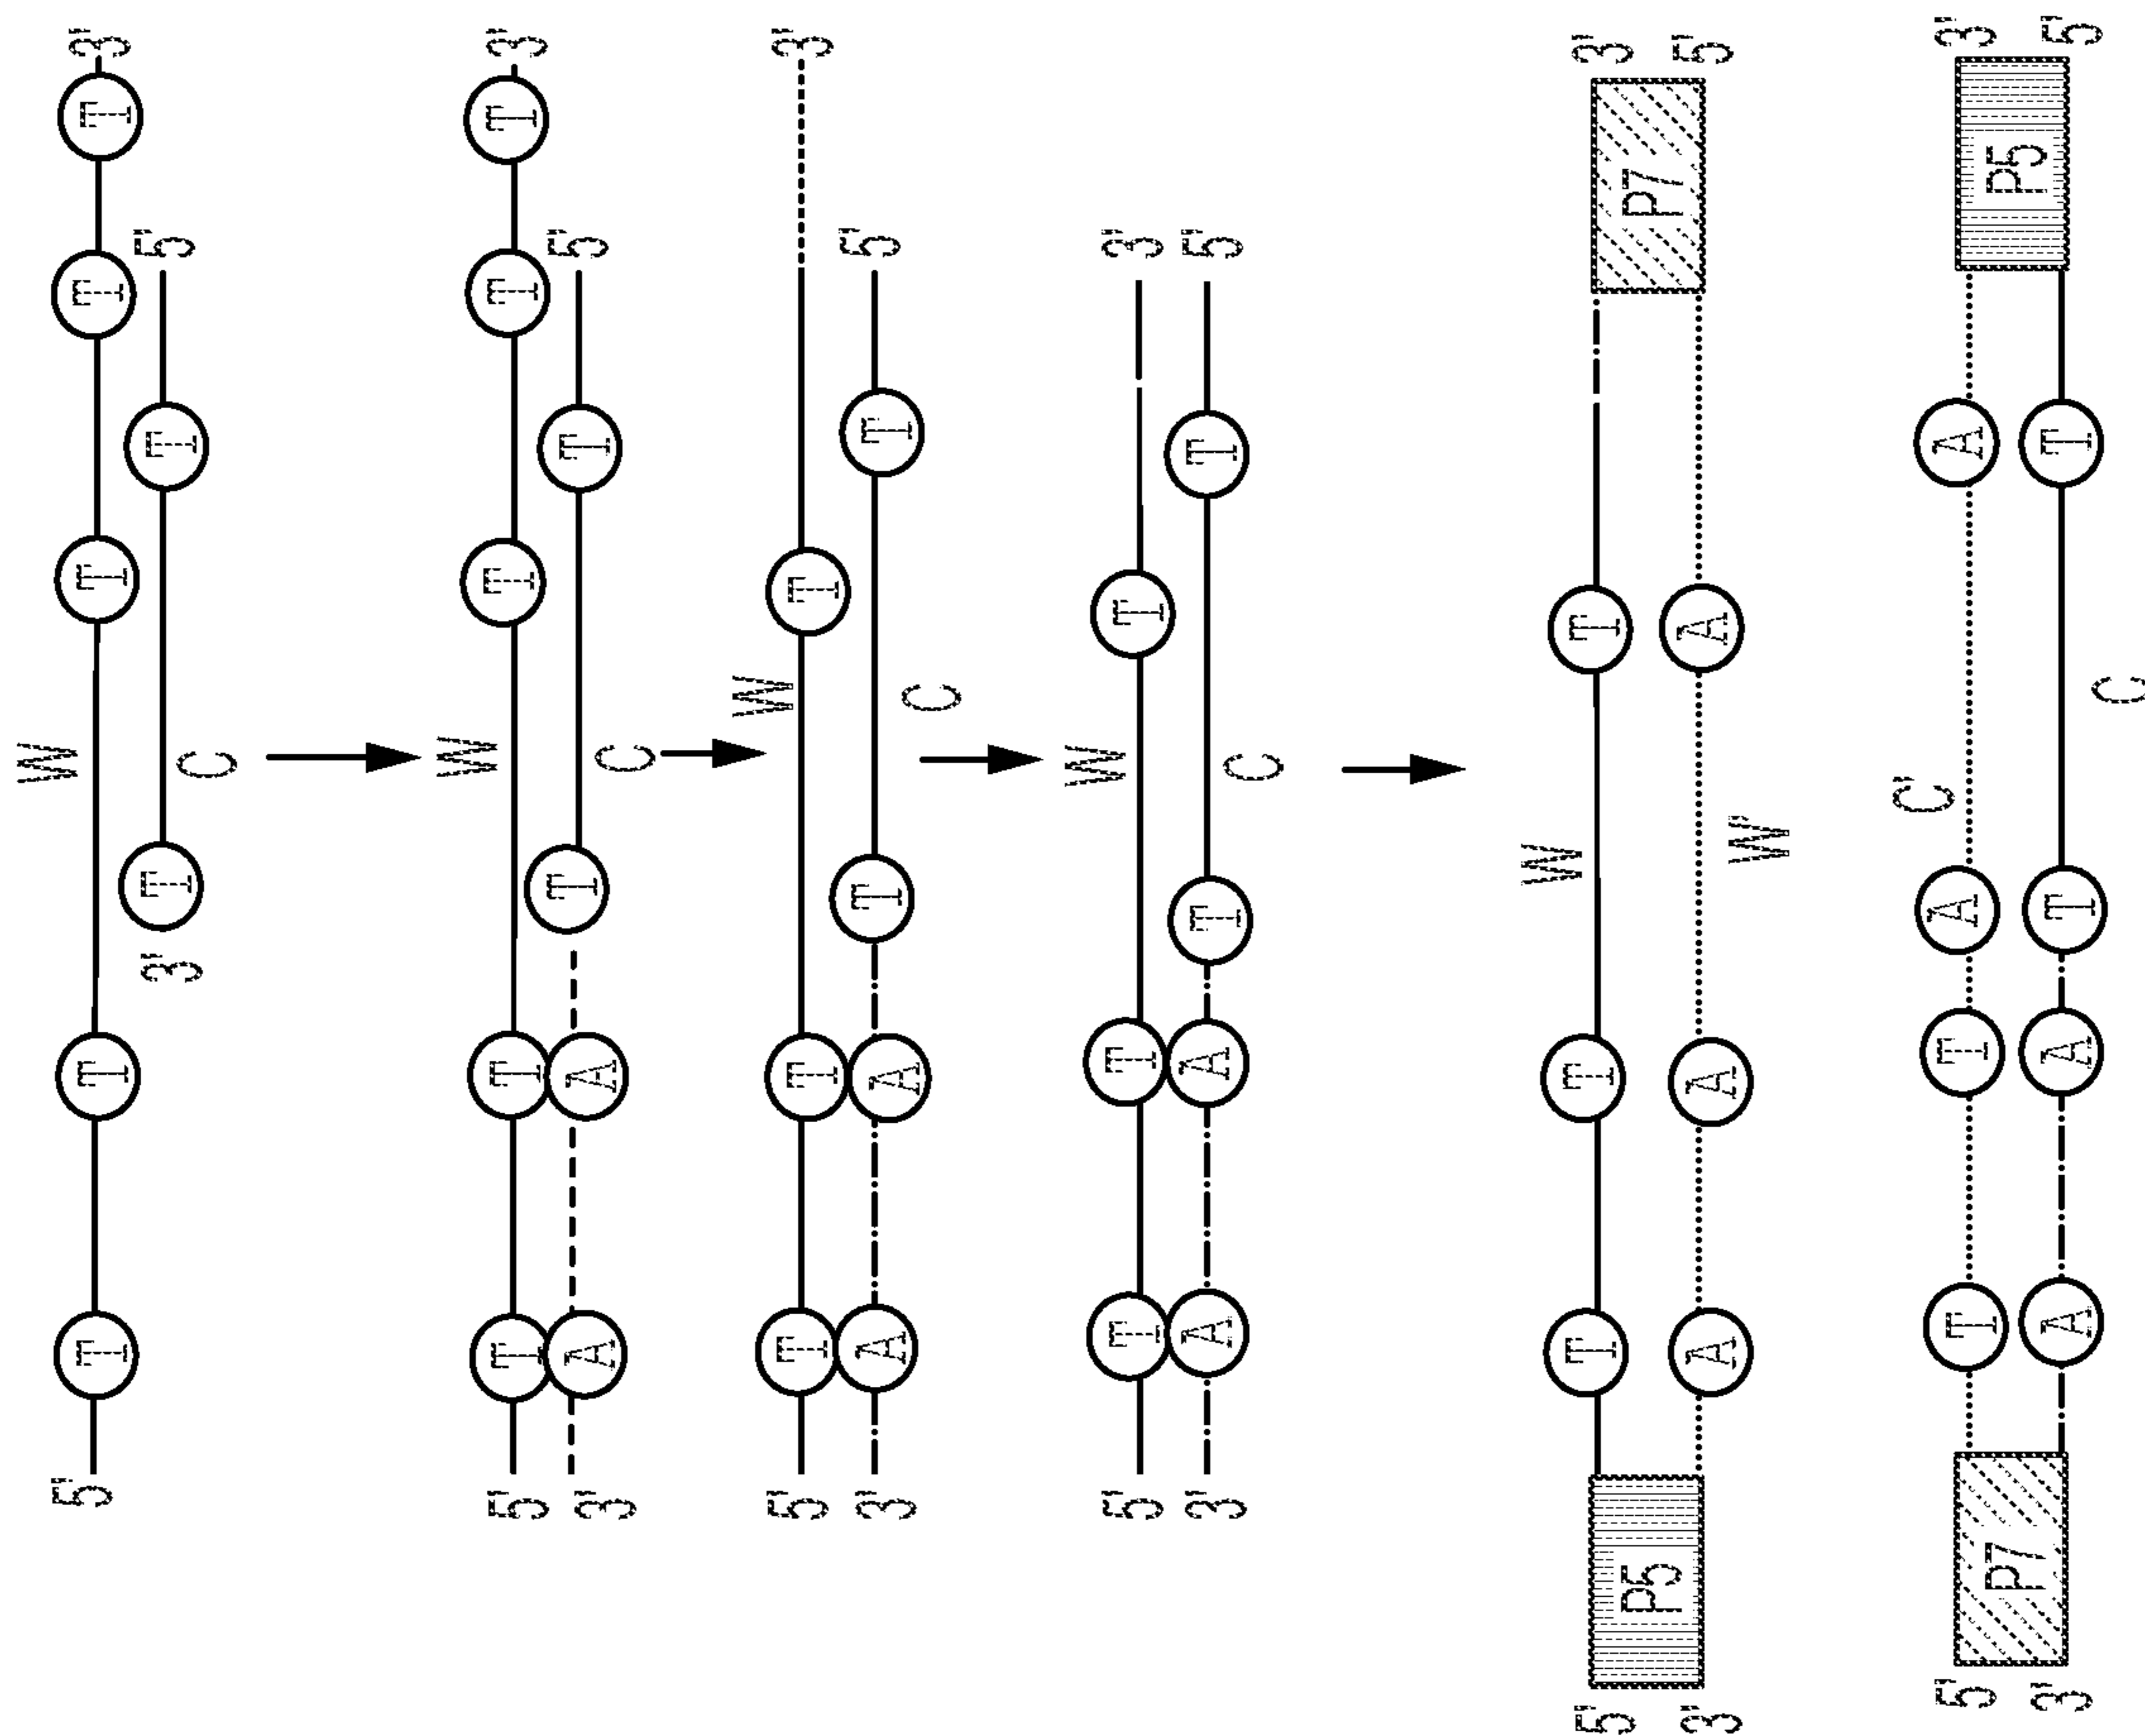 W
5' T T T T T 3'
3' T T 5'
C
W
5' T T T T T 3'
3' A A T T 5'
C
W
5' T T T 3'
3' A A T T 5'
C
W
5' T T T 3'
3' A A T T 5'
C
W
5' T T T 3'
P5 P7
3' A A A 5'
W'
C'
5' T T A A 3'
P7 P5
3' A A T T 5'
C